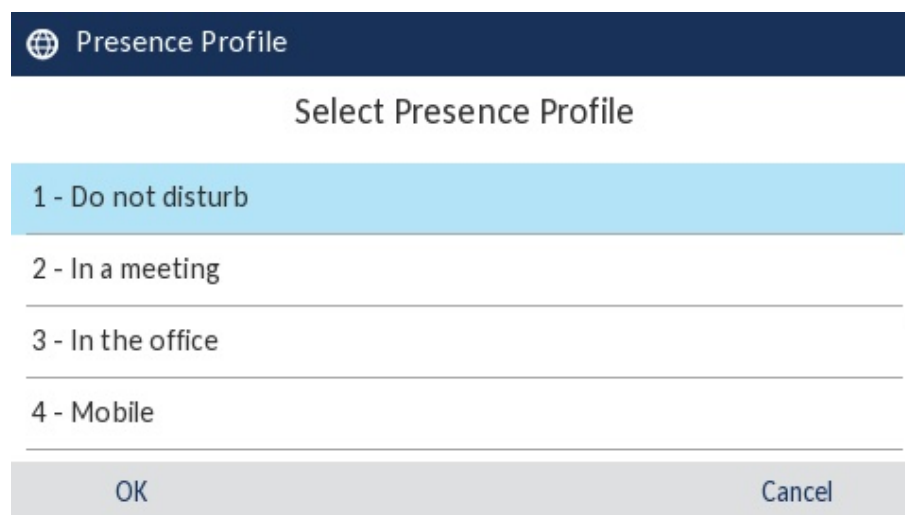 Presence Profile
Select Presence Profile
1 - Do not disturb
2 - In a meeting
3 - In the office
4 - Mobile
OK Cancel